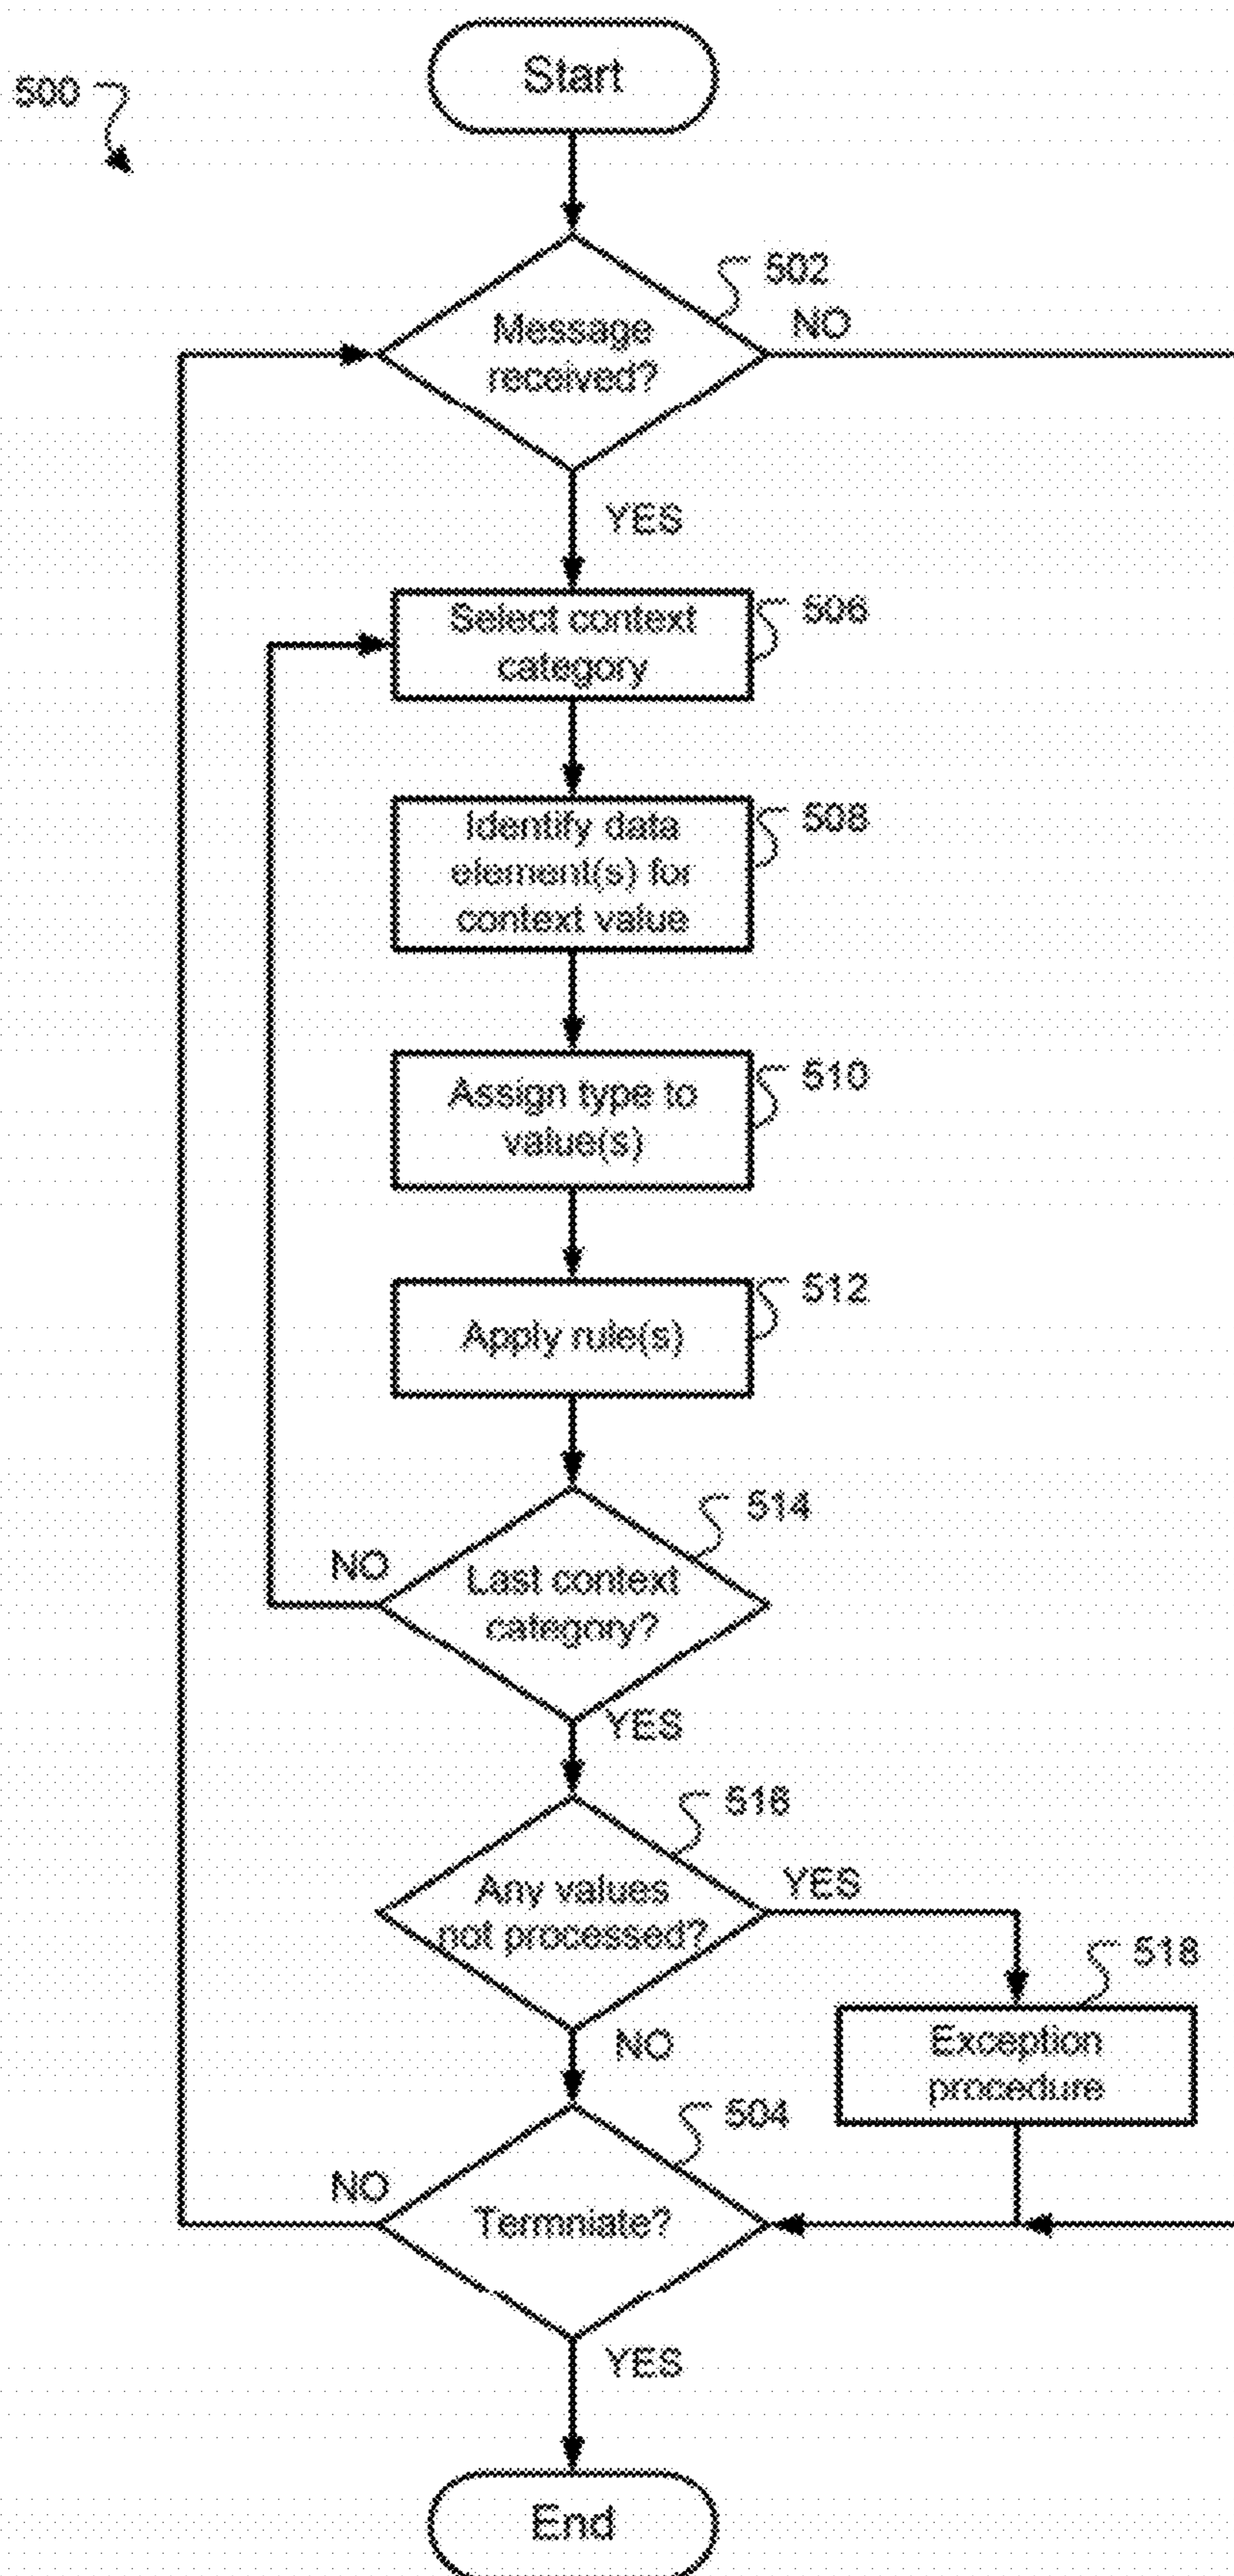 Start
500
502
Message
received?
NO
YES
Select context
category
506
Identify data
element(s) for
context value
508
Assign type to
value(s)
510
Apply rule(s)
512
514
NO
Last context
category?
YES
516
Any values
not processed?
YES
518
Exception
procedure
NO
504
NO
Termniate?
YES
End